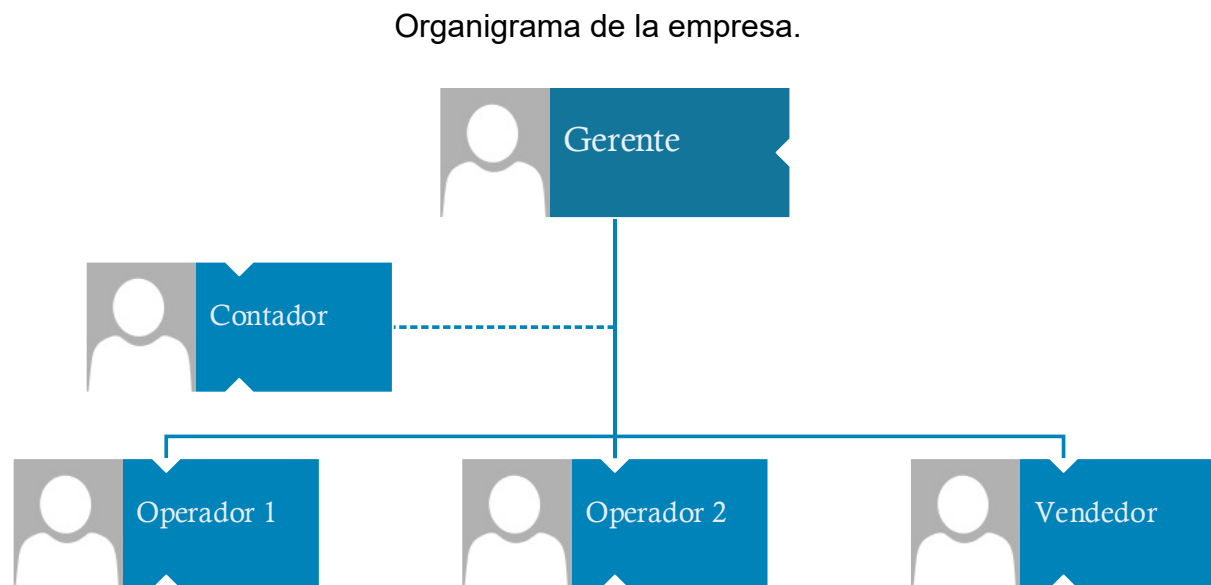 Organigrama de la empresa.
Gerente
Contador
Operador 1
Operador 2
Vendedor